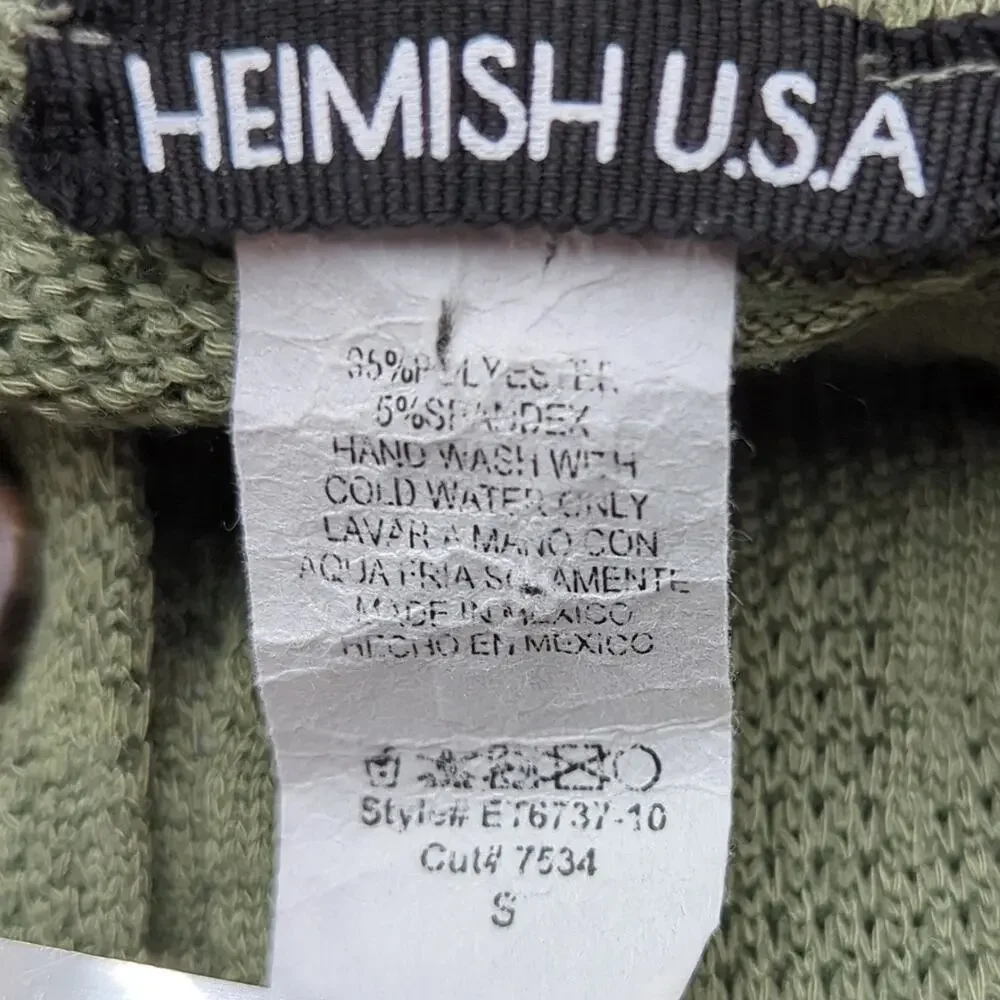 HEIMISH U.S.A
95%POLYESTER
5%SPANDEX
HAND WASH WITH
COLD WATER ONLY
LAVAR A MANO CON
AQUA FRIA SOLAMENTE
MADE IN MEXICO
HECHO EN MEXICO
Style# ET6737-10
Cut# 7534
S